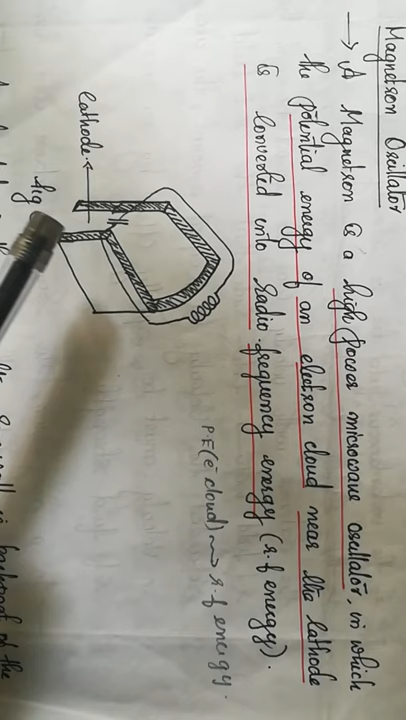 Magnetron Oscillator
→ A Magnetron is a high power microwave oscillator, in which
the potential energy of an electron cloud near the cathode
is converted into radio-frequency energy (r.f energy).
P.E(e cloud) ~> r.f energy.
Cathode
fig